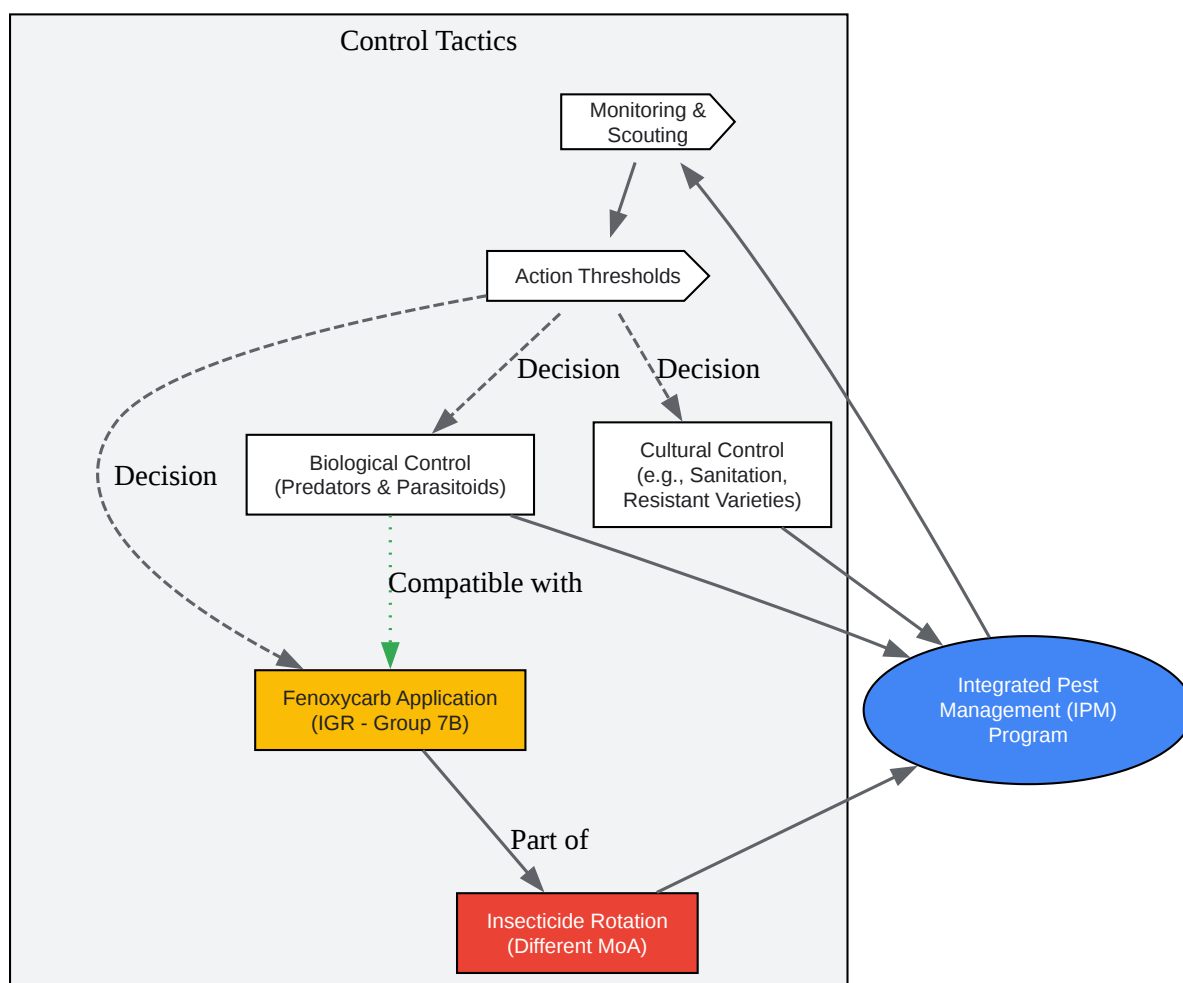 Control Tactics
Monitoring &
Scouting
Action Thresholds
Decision
Decision
Decision
Biological Control
(Predators & Parasitoids)
Cultural Control
(e.g., Sanitation,
Resistant Varieties)
Compatible with
Fenoxycarb Application
(IGR - Group 7B)
Integrated Pest
Management (IPM)
Program
Part of
Insecticide Rotation
(Different MoA)